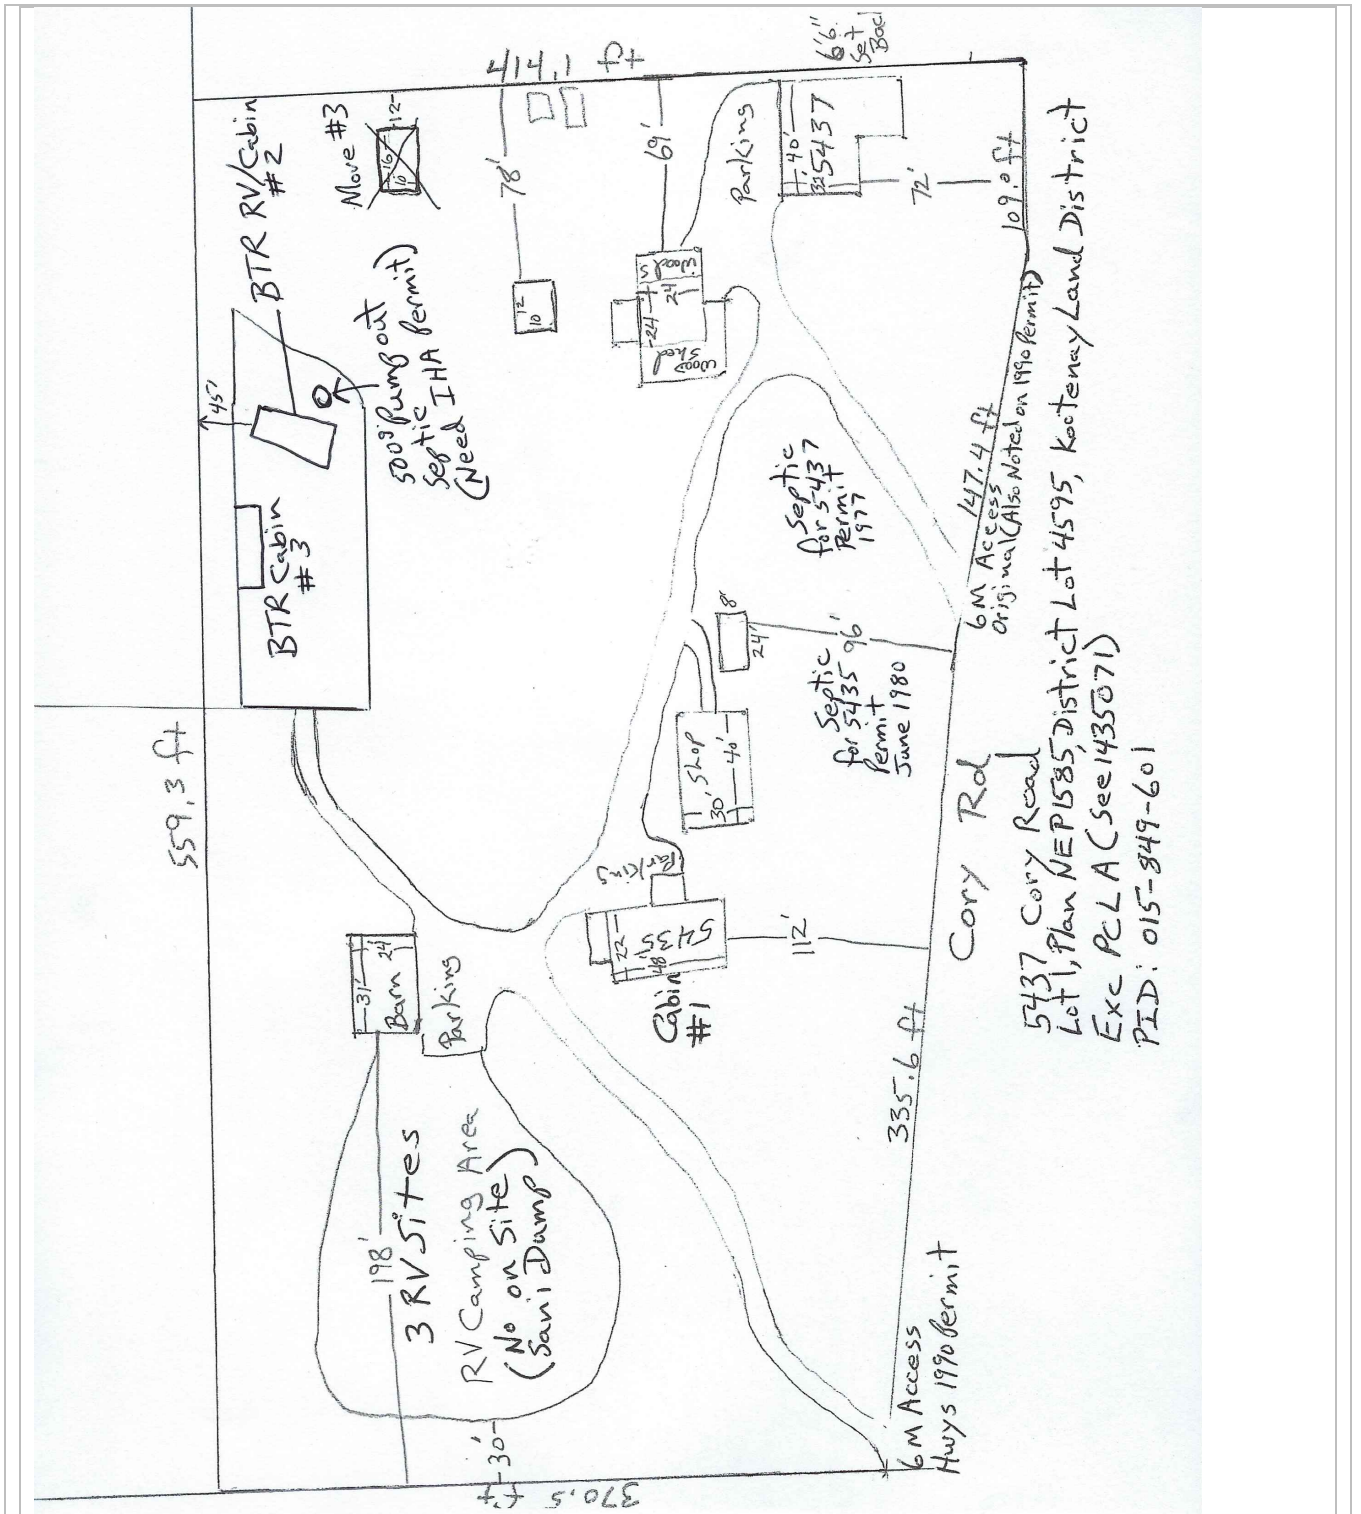 414.1 ft
6'6" Set Back
BTR RV/Cabin
#2
Move #3
12
16
10
78'
69'
Parking
40'
32
5437
72'
109.0 ft
45'
500g Pump out
Septic
(Need IHA Permit)
12
10
Wood
24
24
Wood
Shed
BTR Cabin
#3
Septic
for 5437
Permit
1977
147.4 ft
6M Access
Original (Also Noted on 1990 Permit)
8'
24'
96'
Septic
for 5435
Permit
June 1980
559.3 ft
Shop
30'
40'
Parking
22
48'
5435
Cabin
#1
112'
Cory Rd
31'
24'
Barn
Parking
198'
3 RV Sites
RV Camping Area
(No on Site)
(Sani Dump)
30'
370.5 ft
335.6 ft
6M Access
Hwys 1990 Permit
5437 Cory Road
Lot 1, Plan NEP1585, District Lot 4595, Kootenay Land District
Exc PCL A (See 1435071)
PID: 015-849-601